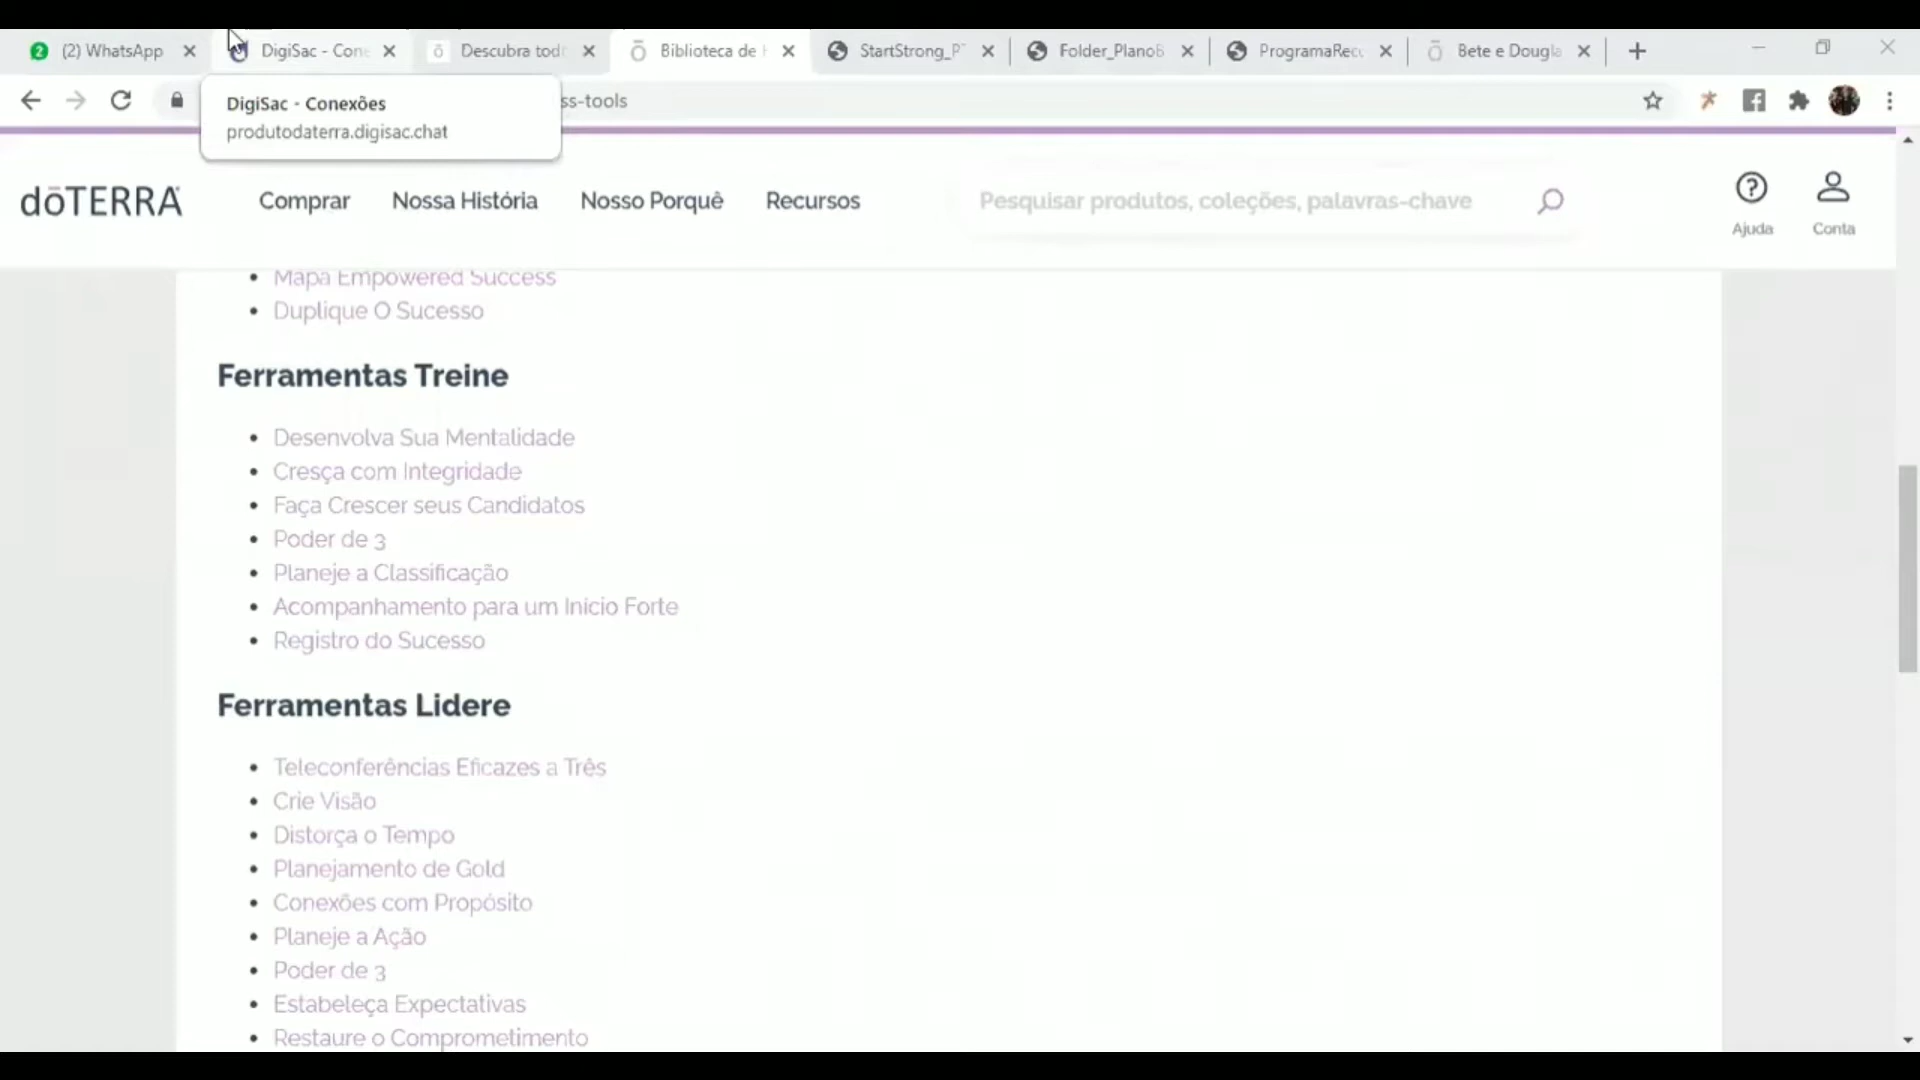 2 (2) WhatsApp DigiSac - Con Descubra tod Biblioteca de StartStrong_P Folder_PlanoB ProgramaRec Bete e Dougla
DigiSac - Conexões
produtodaterra.digisac.chat
ss-tools
dōTERRA
Comprar Nossa História Nosso Porquê Recursos
Pesquisar produtos, coleções, palavras-chave
Ajuda Conta
Mapa Empowered Success
Duplique O Sucesso
Ferramentas Treine
Desenvolva Sua Mentalidade
Cresça com Integridade
Faça Crescer seus Candidatos
Poder de 3
Planeje a Classificação
Acompanhamento para um Início Forte
Registro do Sucesso
Ferramentas Lidere
Teleconferências Eficazes a Três
Crie Visão
Distorça o Tempo
Planejamento de Gold
Conexões com Propósito
Planeje a Ação
Poder de 3
Estabeleça Expectativas
Restaure o Comprometimento